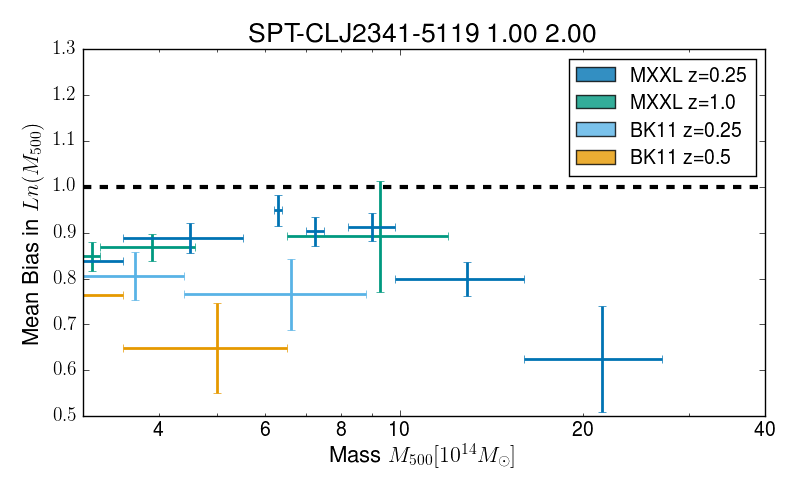 SPT-CLJ2341-5119 1.00 2.00
MXXL z=0.25
MXXL z=1.0
BK11 z=0.25
BK11 z=0.5
Mean Bias in Ln(M₅₀₀)
1.3
1.2
1.1
1.0
0.9
0.8
0.7
0.6
0.5
4 6 8 10 20 40
Mass M₅₀₀[10¹⁴M☉]